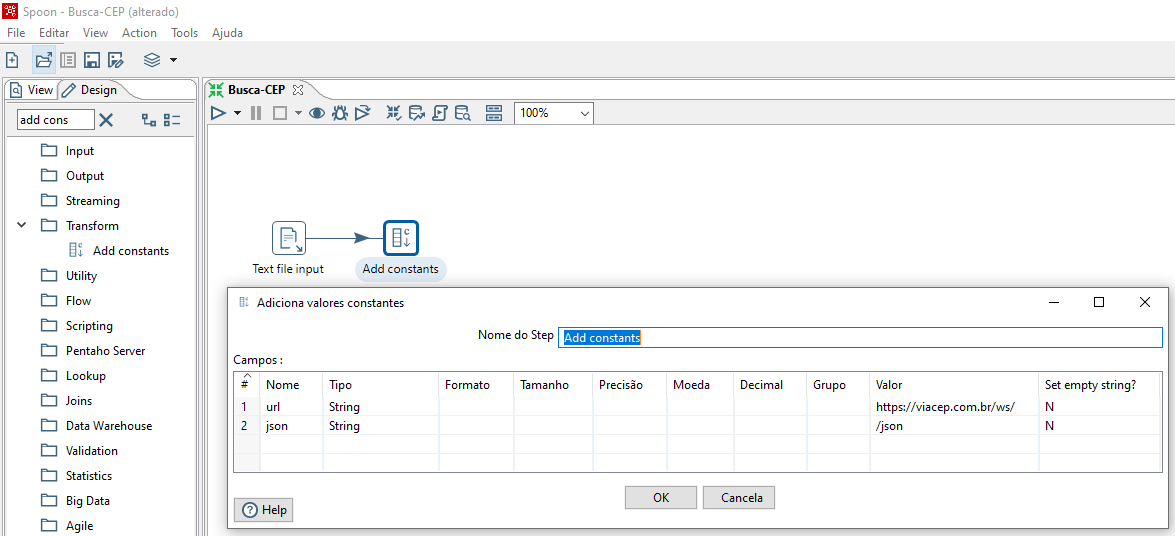 Spoon - Busca-CEP (alterado)
File Editar View Action Tools Ajuda
View Design
add cons
Input
Output
Streaming
Transform
Add constants
Utility
Flow
Scripting
Pentaho Server
Lookup
Joins
Data Warehouse
Validation
Statistics
Big Data
Agile
Busca-CEP
100%
Text file input Add constants
Adiciona valores constantes
Nome do Step Add constants
Campos :
# Nome Tipo Formato Tamanho Precisão Moeda Decimal Grupo Valor Set empty string?
1 url String https://viacep.com.br/ws/ N
2 json String /json N
OK Cancela
Help